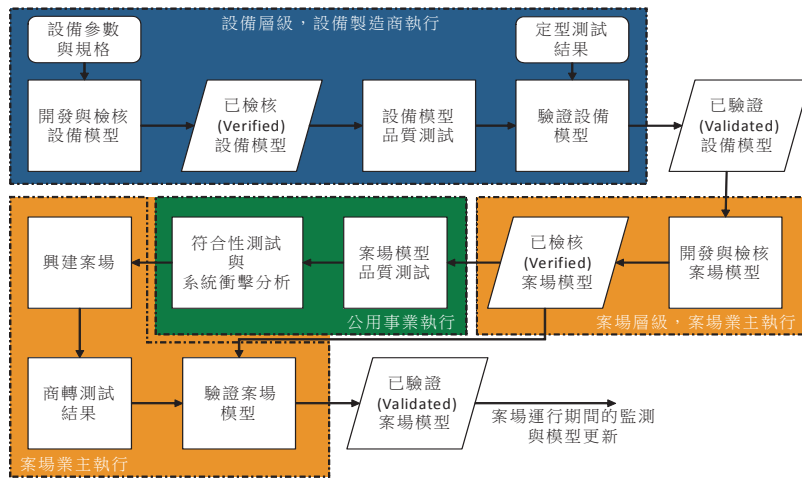 設備層級，設備製造商執行
設備參數
與規格
定型測試
結果
開發與檢核
設備模型
已檢核
(Verified)
設備模型
設備模型
品質測試
驗證設備
模型
已驗證
(Validated)
設備模型
興建案場
符合性測試
與
系統衝擊分析
案場模型
品質測試
已檢核
(Verified)
案場模型
開發與檢核
案場模型
公用事業執行
案場層級，案場業主執行
商轉測試
結果
驗證案場
模型
已驗證
(Validated)
案場模型
案場運行期間的監測
與模型更新
案場業主執行